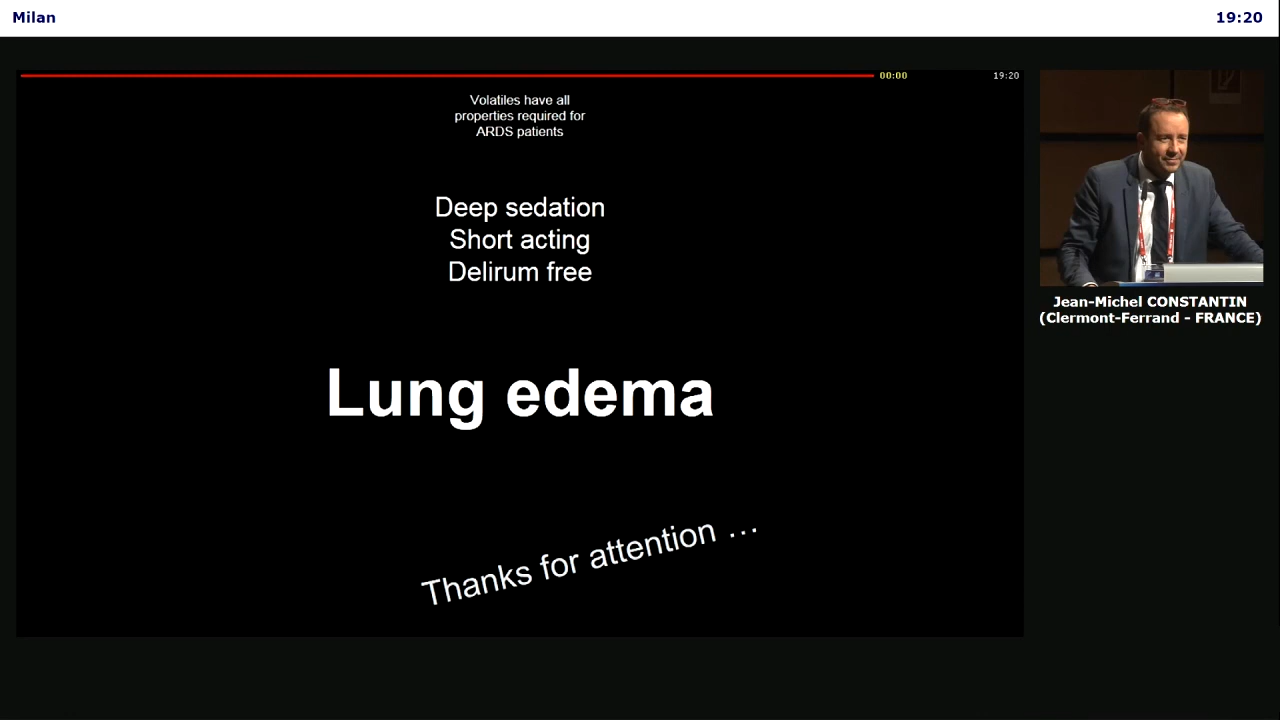 Milan
19:20
00:00
19:20
Volatiles have all
properties required for
ARDS patients
Deep sedation
Short acting
Delirum free
Lung edema
Thanks for attention …
Jean-Michel CONSTANTIN
(Clermont-Ferrand - FRANCE)